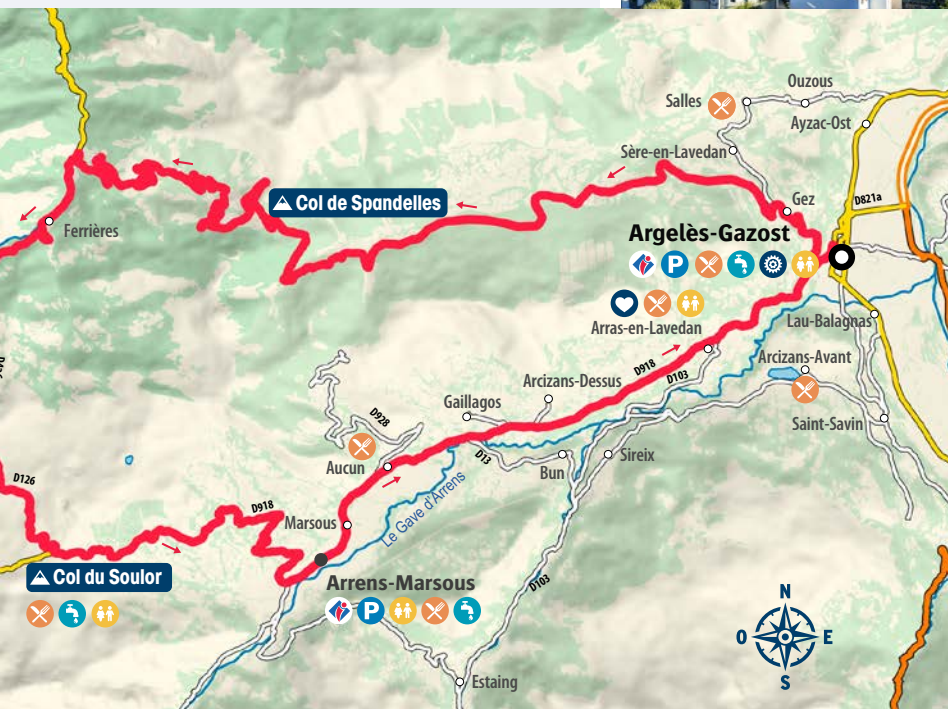 Ouzous
Salles
Ayzac-Ost
Sère-en-Lavedan
Col de Spandelles
Gez
D821a
Ferrières
Argelès-Gazost
P
Arras-en-Lavedan
Lau-Balagnas
D918
D103
Arcizans-Avant
Arcizans-Dessus
Gaillagos
D928
Saint-Savin
Aucun
D13
Bun
Sireix
D126
D918
Marsous
Le Gave d'Arrens
Col du Soulor
Arrens-Marsous
P
D103
Estaing
N
O
E
S